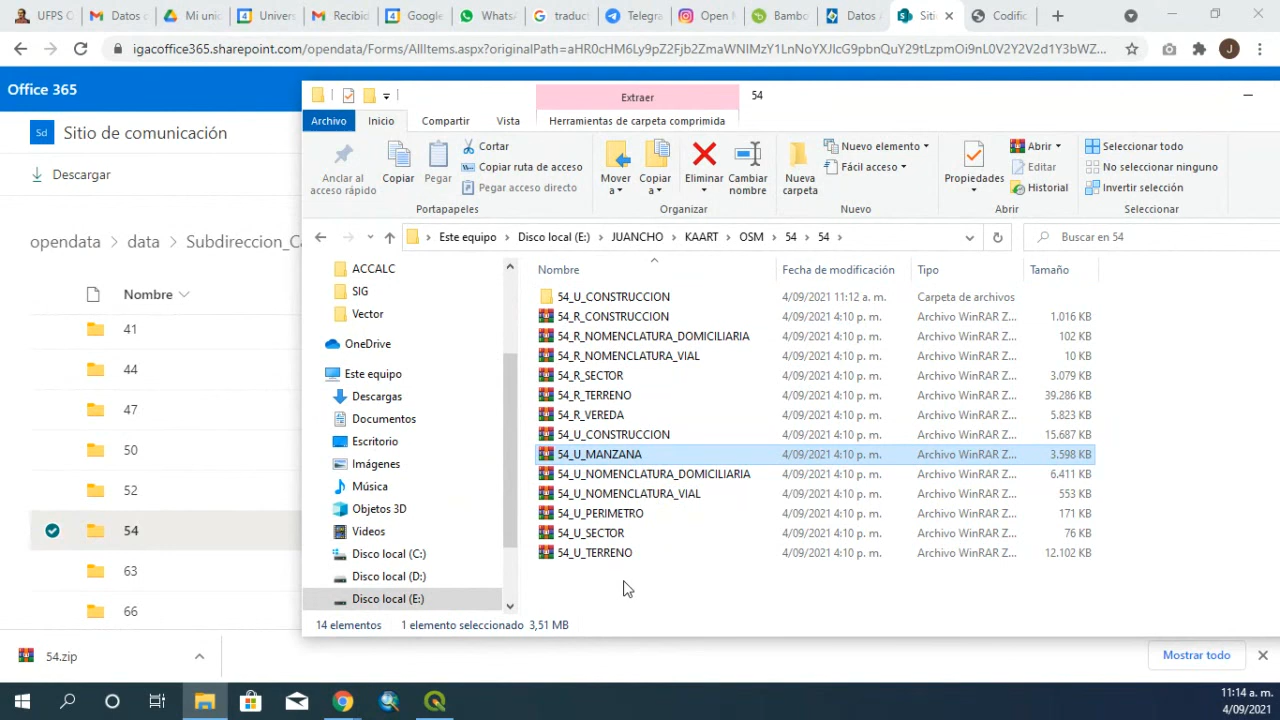 UFPS C
Datos
Mi unic
Univers
Recibid
Google
WhatsA
traduct
Telegra
Open M
Bambo
Datos A
Siti
Codific
igacoffice365.sharepoint.com/opendata/Forms/AllItems.aspx?originalPath=
J
Office 365
Sd Sitio de comunicación
Descargar
opendata > data > Subdireccion_Ca
Nombre
41
44
47
50
52
54
63
66
Extraer
54
Archivo Inicio Compartir Vista Herramientas de carpeta comprimida
Anclar al acceso rápido
Copiar
Pegar
Cortar
Copiar ruta de acceso
Pegar acceso directo
Portapapeles
Mover a
Copiar a
Eliminar
Cambiar nombre
Organizar
Nueva carpeta
Nuevo elemento
Fácil acceso
Nuevo
Propiedades
Abrir
Editar
Historial
Abrir
Seleccionar todo
No seleccionar ninguno
Invertir selección
Seleccionar
Este equipo > Disco local (E:) > JUANCHO > KAART > OSM > 54 > 54 >
Buscar en 54
ACCALC
SIG
Vector
OneDrive
Este equipo
Descargas
Documentos
Escritorio
Imágenes
Música
Objetos 3D
Videos
Disco local (C:)
Disco local (D:)
Disco local (E:)
Nombre Fecha de modificación Tipo Tamaño
54_U_CONSTRUCCION 4/09/2021 11:12 a. m. Carpeta de archivos
54_R_CONSTRUCCION 4/09/2021 4:10 p. m. Archivo WinRAR Z... 1.016 KB
54_R_NOMENCLATURA_DOMICILIARIA 4/09/2021 4:10 p. m. Archivo WinRAR Z... 102 KB
54_R_NOMENCLATURA_VIAL 4/09/2021 4:10 p. m. Archivo WinRAR Z... 10 KB
54_R_SECTOR 4/09/2021 4:10 p. m. Archivo WinRAR Z... 3.079 KB
54_R_TERRENO 4/09/2021 4:10 p. m. Archivo WinRAR Z... 39.286 KB
54_R_VEREDA 4/09/2021 4:10 p. m. Archivo WinRAR Z... 5.823 KB
54_U_CONSTRUCCION 4/09/2021 4:10 p. m. Archivo WinRAR Z... 15.687 KB
54_U_MANZANA 4/09/2021 4:10 p. m. Archivo WinRAR Z... 3.598 KB
54_U_NOMENCLATURA_DOMICILIARIA 4/09/2021 4:10 p. m. Archivo WinRAR Z... 6.411 KB
54_U_NOMENCLATURA_VIAL 4/09/2021 4:10 p. m. Archivo WinRAR Z... 553 KB
54_U_PERIMETRO 4/09/2021 4:10 p. m. Archivo WinRAR Z... 171 KB
54_U_SECTOR 4/09/2021 4:10 p. m. Archivo WinRAR Z... 76 KB
54_U_TERRENO 4/09/2021 4:10 p. m. Archivo WinRAR Z... 12.102 KB
14 elementos 1 elemento seleccionado 3,51 MB
54.zip
Mostrar todo
11:14 a. m.
4/09/2021